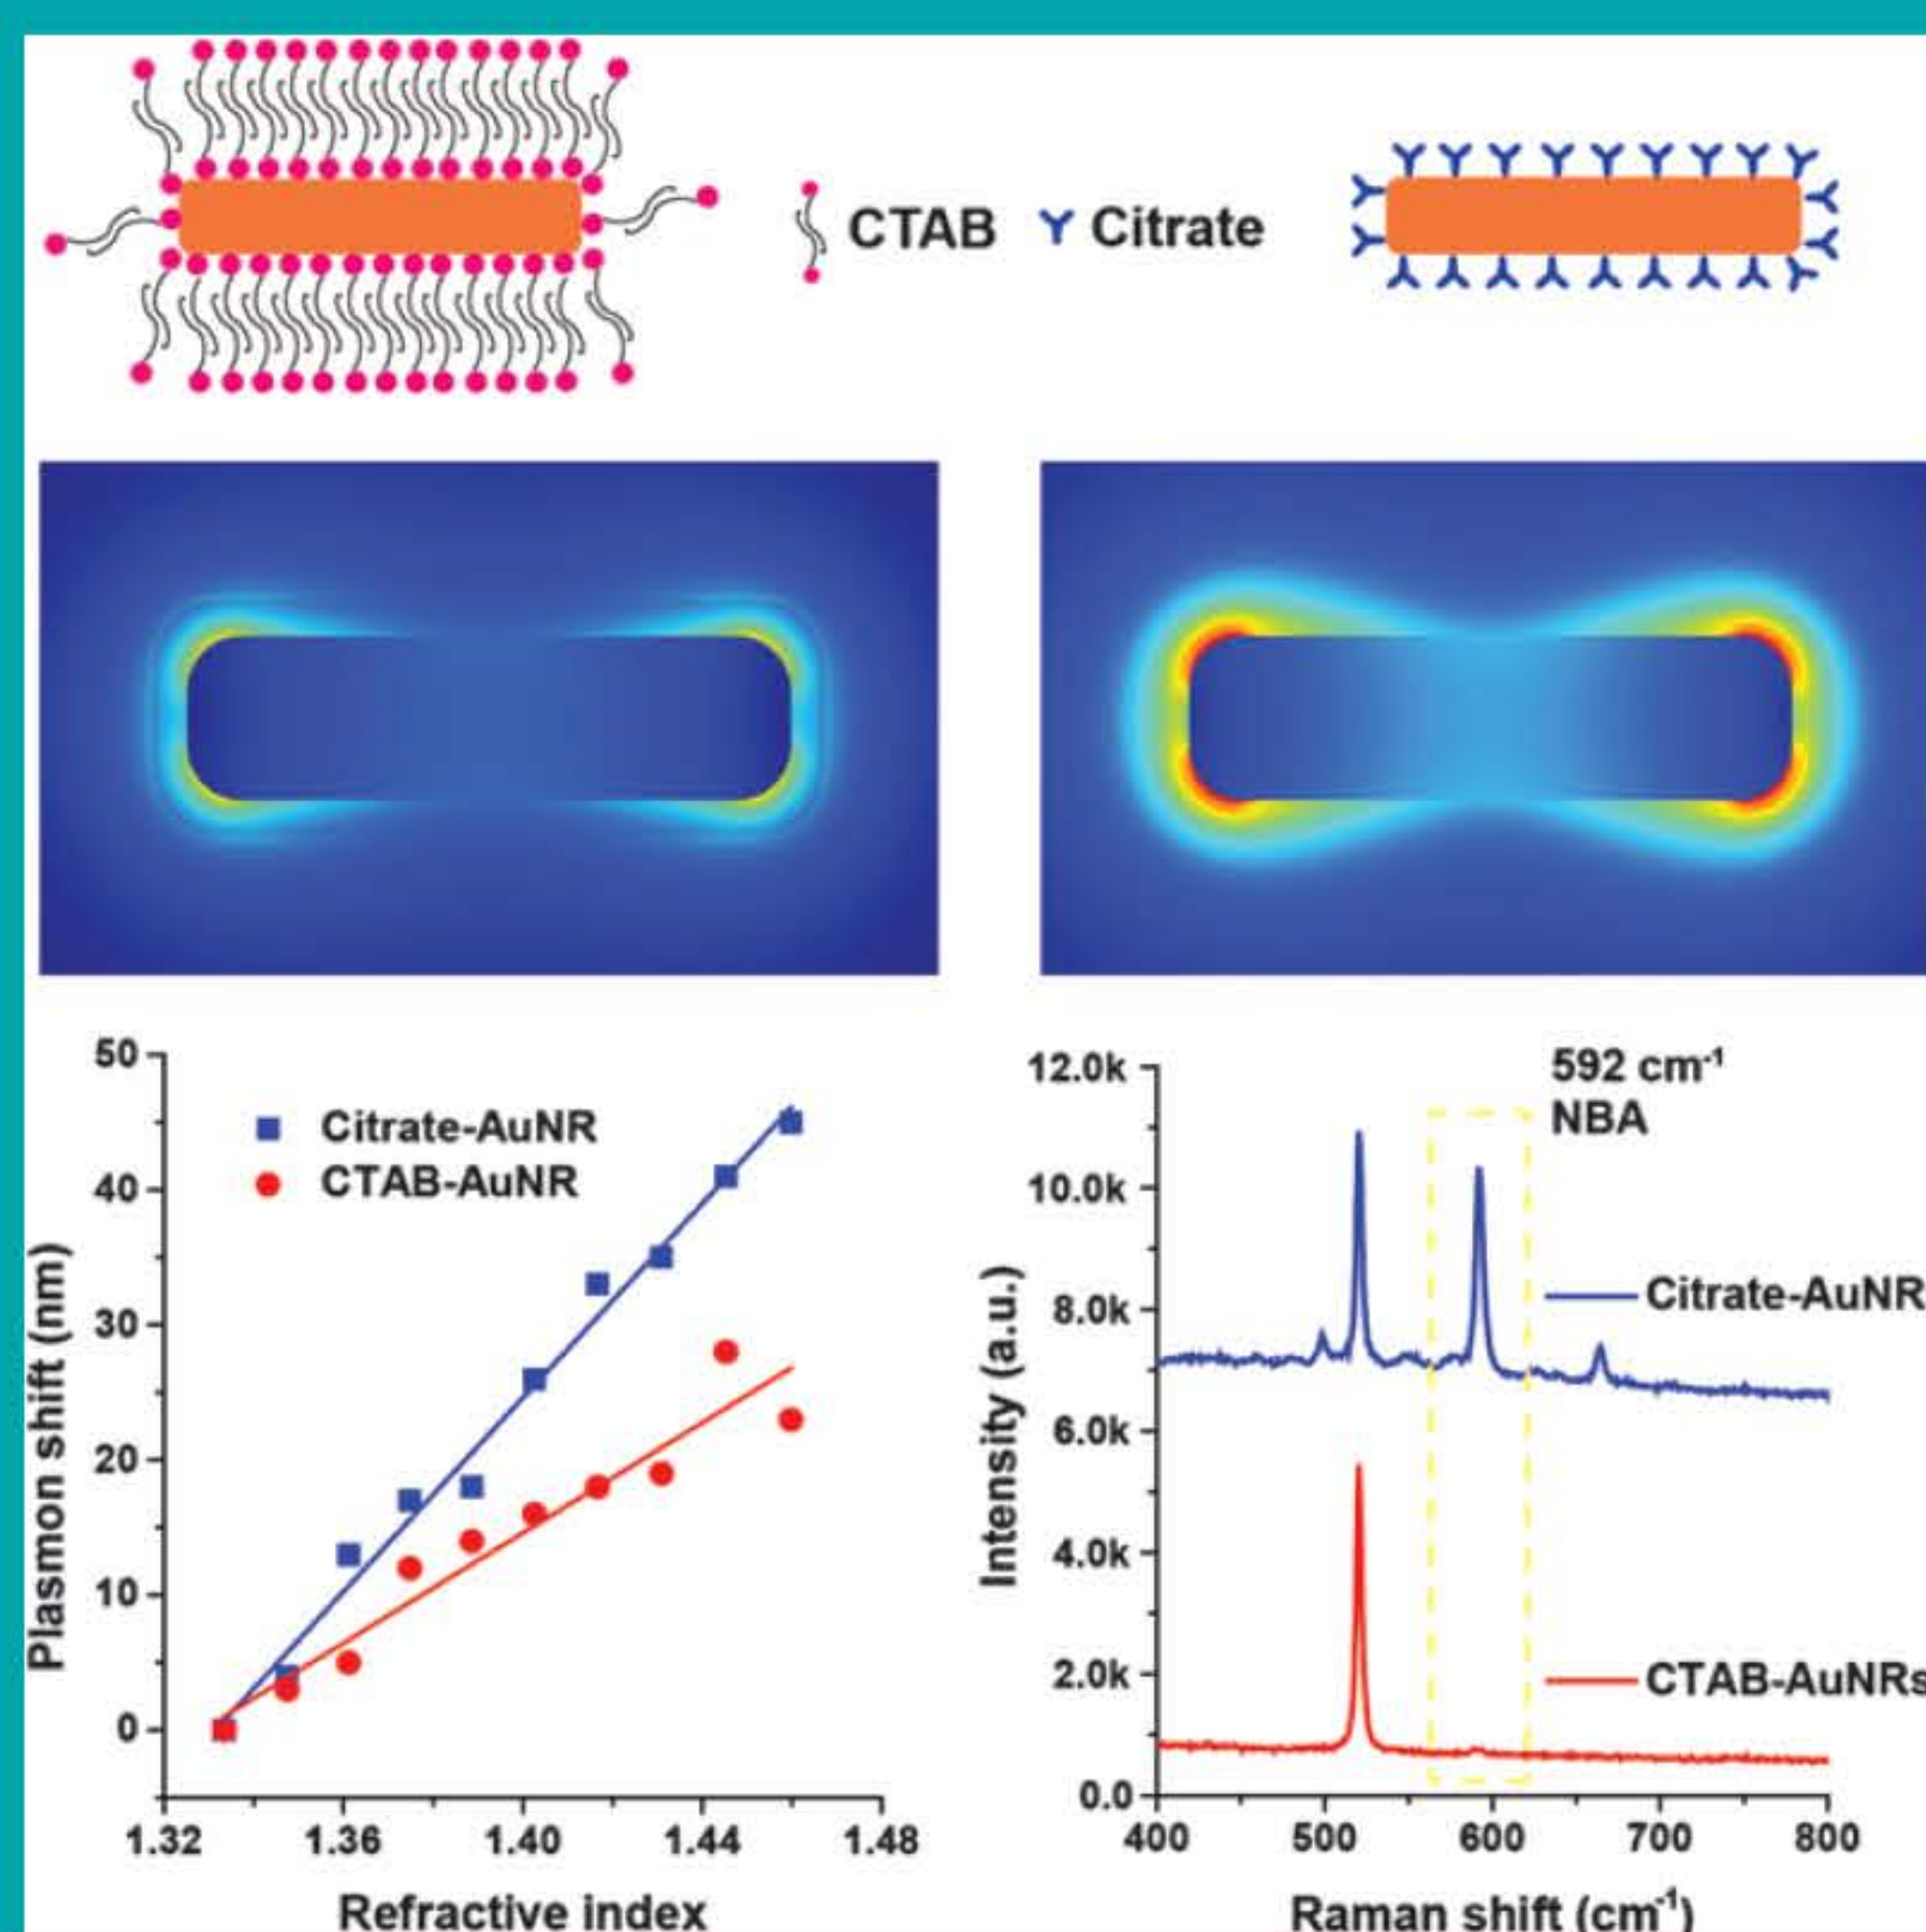 CTAB
Citrate
50
40
30
20
10
0
Plasmon shift (nm)
Citrate-AuNR
CTAB-AuNR
1.32 1.36 1.40 1.44 1.48
Refractive index
12.0k
10.0k
8.0k
6.0k
4.0k
2.0k
0.0
Intensity (a.u.)
592 cm⁻¹
NBA
Citrate-AuNR
CTAB-AuNRs
400 500 600 700 800
Raman shift (cm⁻¹)